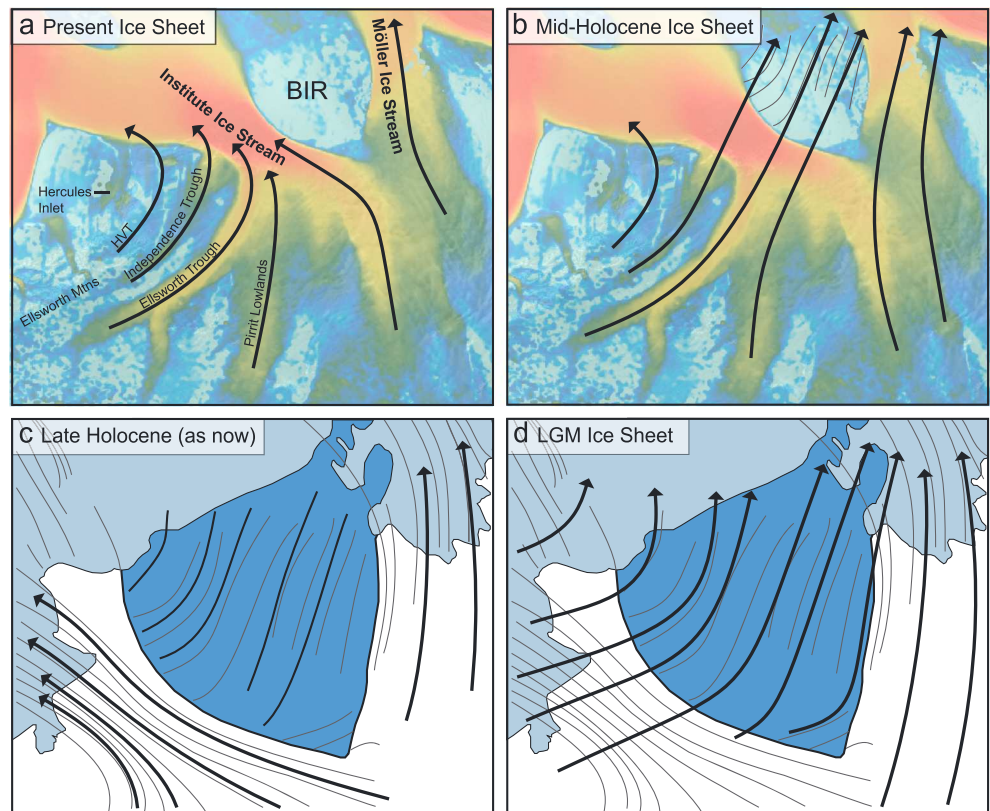 a Present Ice Sheet
BIR
Möller Ice Stream
Institute Ice Stream
Hercules
Inlet
HVT
Independence Trough
Ellsworth Trough
Ellsworth Mtns
Pirrit Lowlands
b Mid-Holocene Ice Sheet
c Late Holocene (as now)
d LGM Ice Sheet